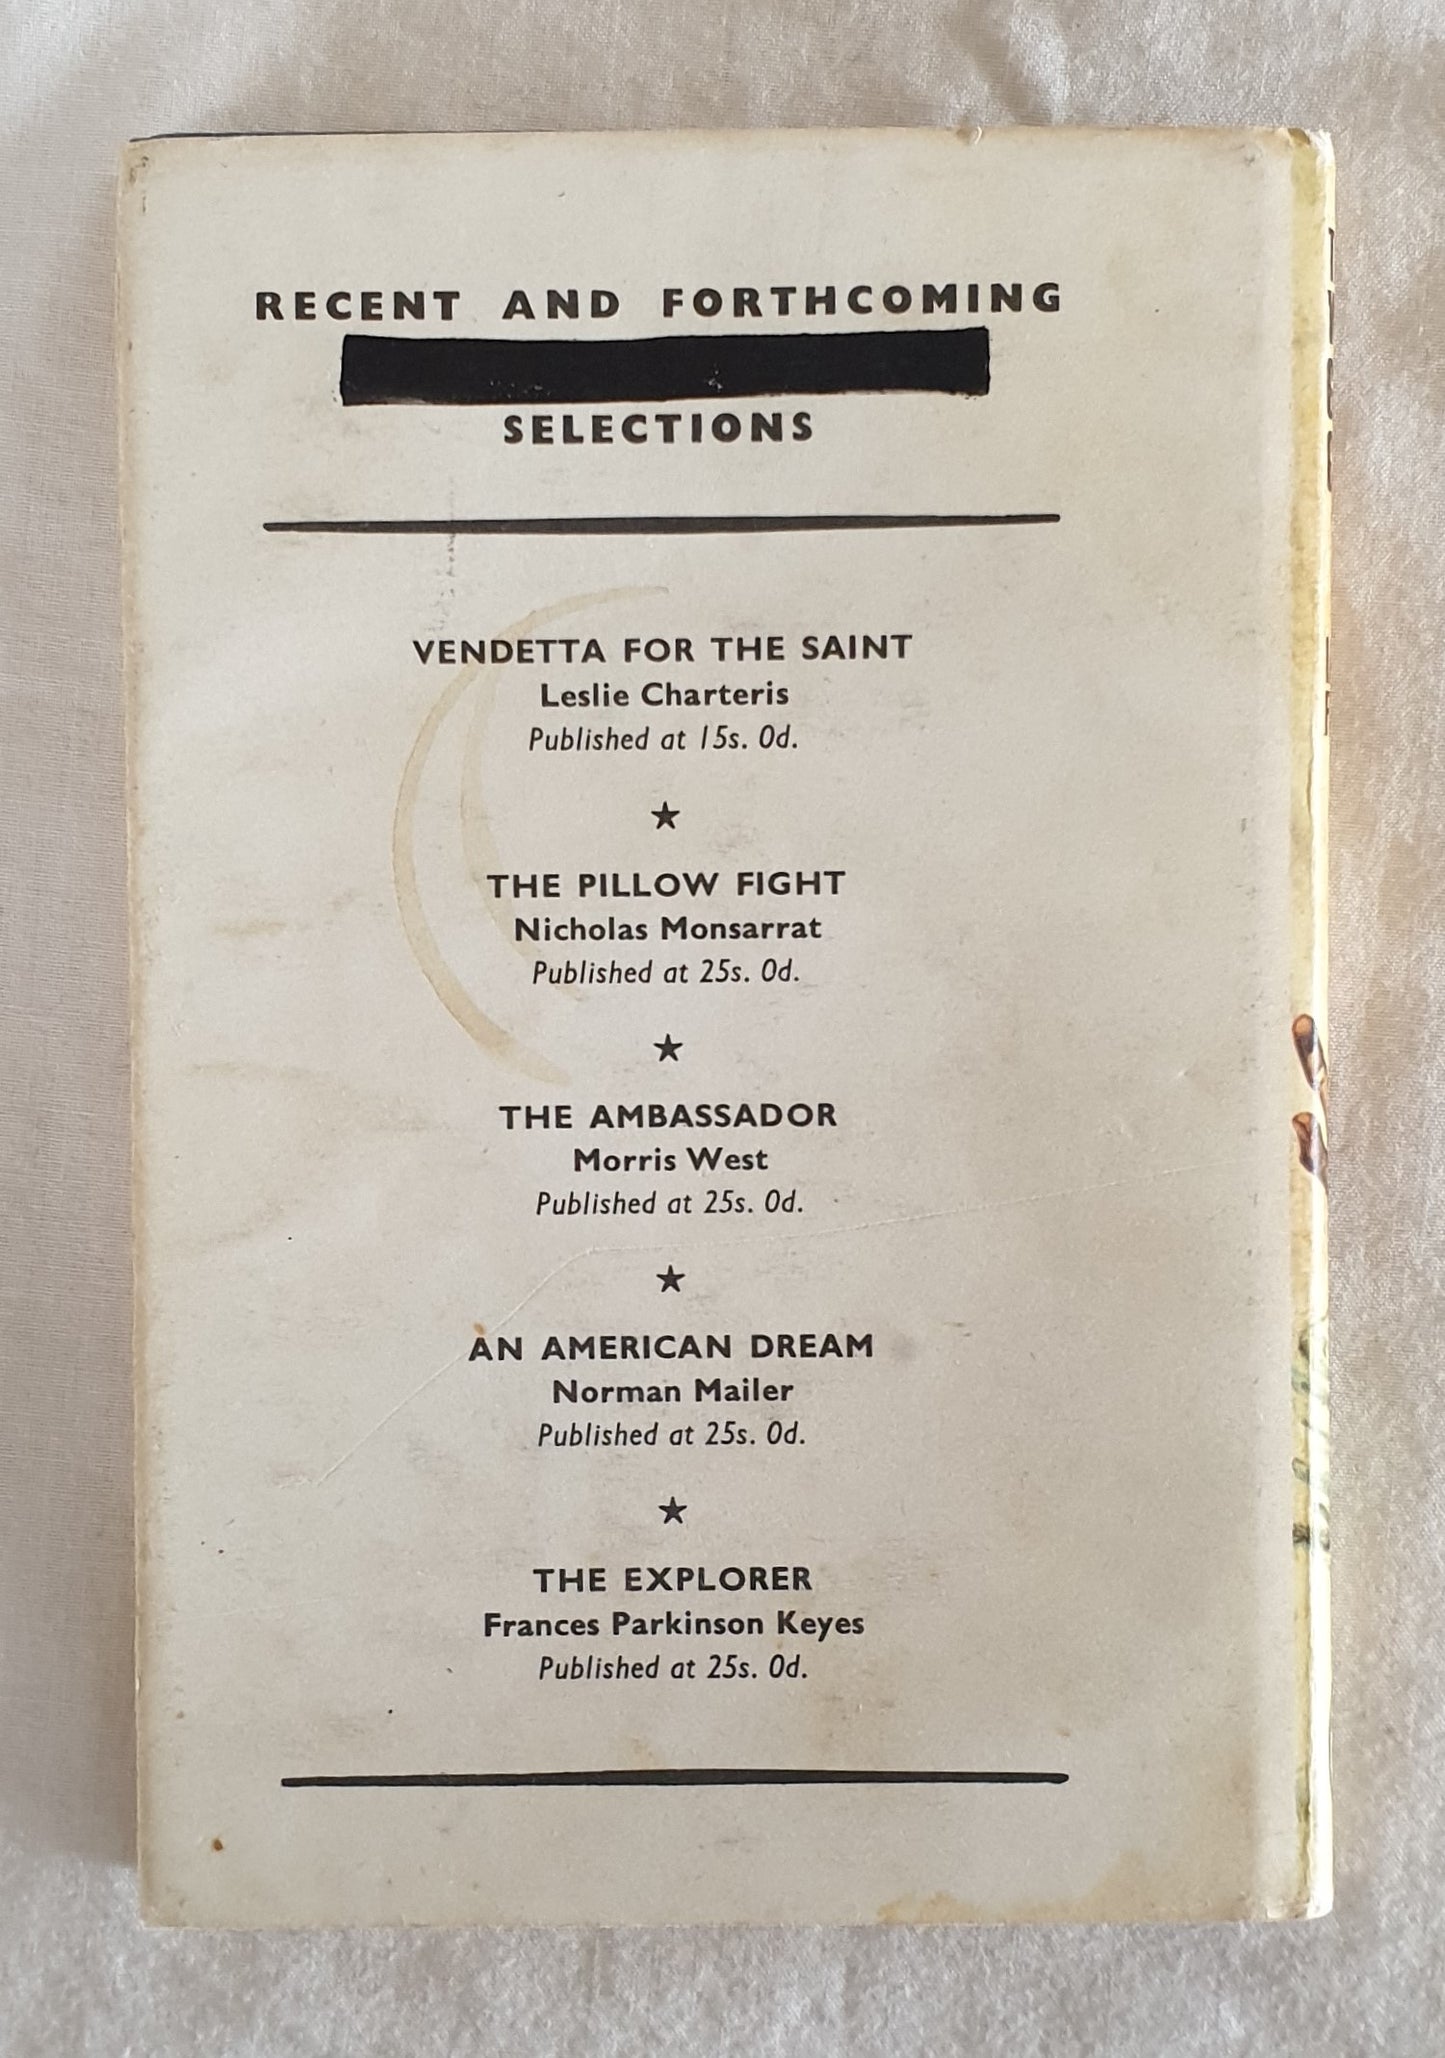 RECENT AND FORTHCOMING
SELECTIONS
VENDETTA FOR THE SAINT
Leslie Charteris
Published at 15s. 0d.
★
THE PILLOW FIGHT
Nicholas Monsarrat
Published at 25s. 0d.
★
THE AMBASSADOR
Morris West
Published at 25s. 0d.
★
AN AMERICAN DREAM
Norman Mailer
Published at 25s. 0d.
★
THE EXPLORER
Frances Parkinson Keyes
Published at 25s. 0d.